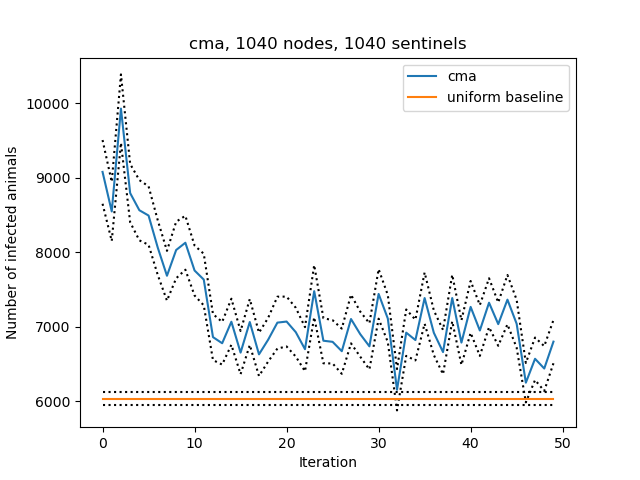 cma, 1040 nodes, 1040 sentinels
cma
uniform baseline
10000
9000
8000
7000
6000
Number of infected animals
0
10
20
30
40
50
Iteration